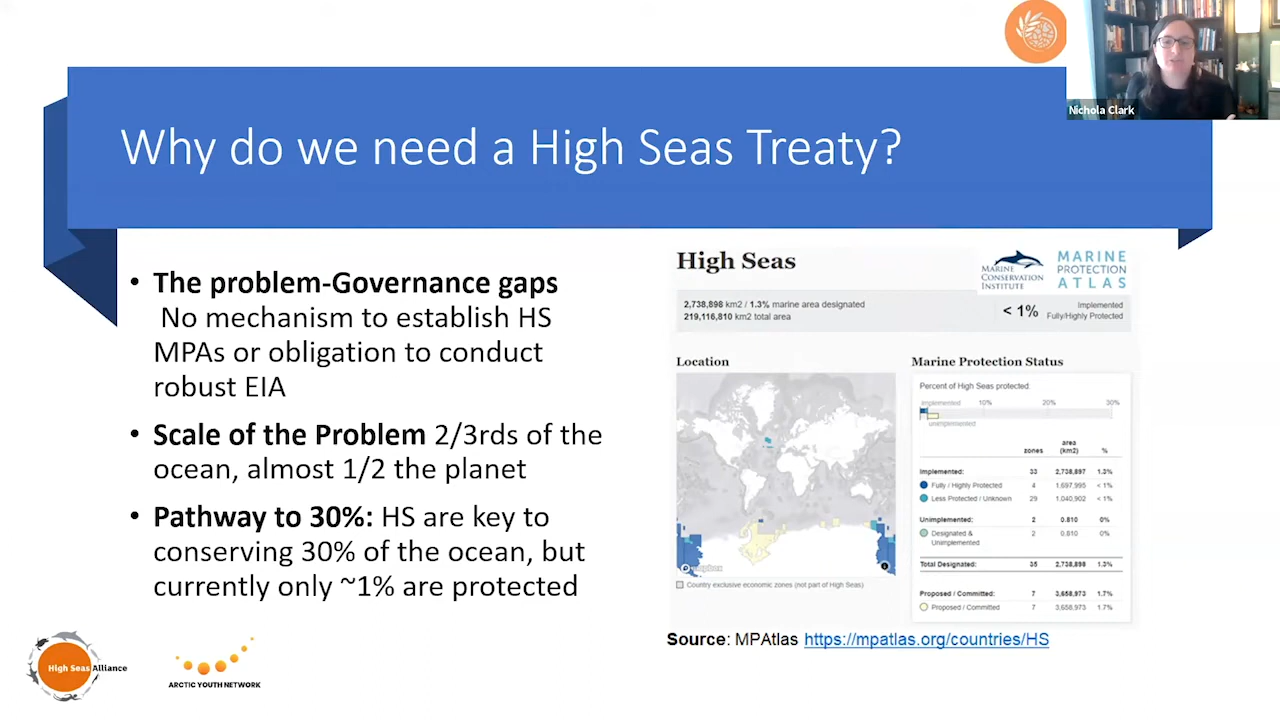 Nichola Clark
Why do we need a High Seas Treaty?
• The problem-Governance gaps
No mechanism to establish HS
MPAs or obligation to conduct
robust EIA
• Scale of the Problem 2/3rds of the
ocean, almost 1/2 the planet
• Pathway to 30%: HS are key to
conserving 30% of the ocean, but
currently only ~1% are protected
High Seas
MARINE
CONSERVATION
INSTITUTE
MARINE
PROTECTION
ATLAS
2,738,898 km2 / 1.3% marine area designated
219,116,810 km2 total area
< 1%
Implemented
Fully/Highly Protected
Location
mapbox
Country exclusive economic zones (not part of High Seas)
Marine Protection Status
Percent of High Seas protected:
implemented 10% 20% 30%
unimplemented
zones area (km2) %
Implemented: 33 2,738,897 1.3%
Fully / Highly Protected 4 1,697,995 < 1%
Less Protected / Unknown 29 1,040,902 < 1%
Unimplemented: 2 0.810 0%
Designated & 2 0.810 0%
Unimplemented
Total Designated: 35 2,738,898 1.3%
Proposed / Committed: 7 3,658,973 1.7%
Proposed / Committed 7 3,658,973 1.7%
Source: MPAtlas https://mpatlas.org/countries/HS
High Seas Alliance
ARCTIC YOUTH NETWORK